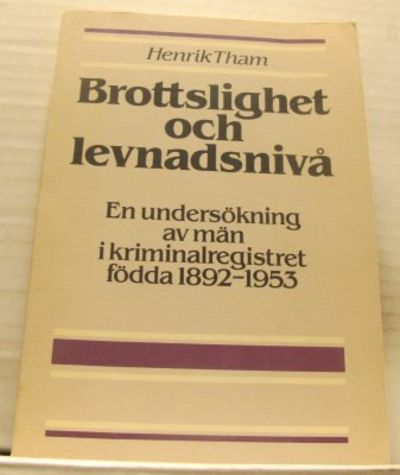 Henrik Tham
Brottslighet
och
levnadsnivå
En undersökning
av män
i kriminalregistret
födda 1892-1953